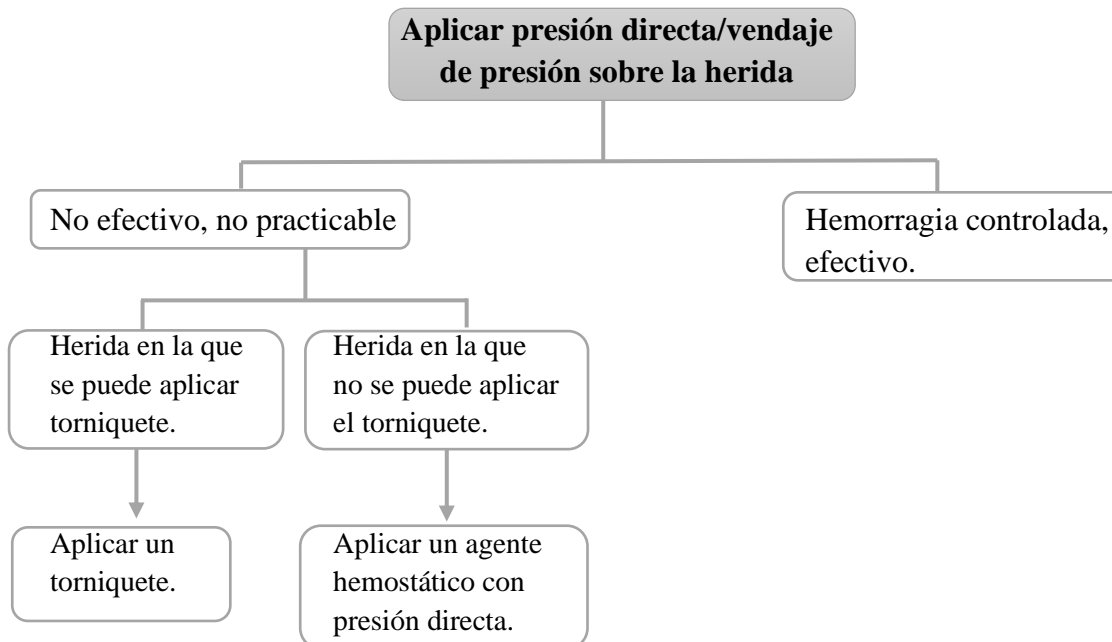 Aplicar presión directa/vendaje
de presión sobre la herida
No efectivo, no practicable
Hemorragia controlada,
efectivo.
Herida en la que
se puede aplicar
torniquete.
Herida en la que
no se puede aplicar
el torniquete.
Aplicar un
torniquete.
Aplicar un agente
hemostático con
presión directa.